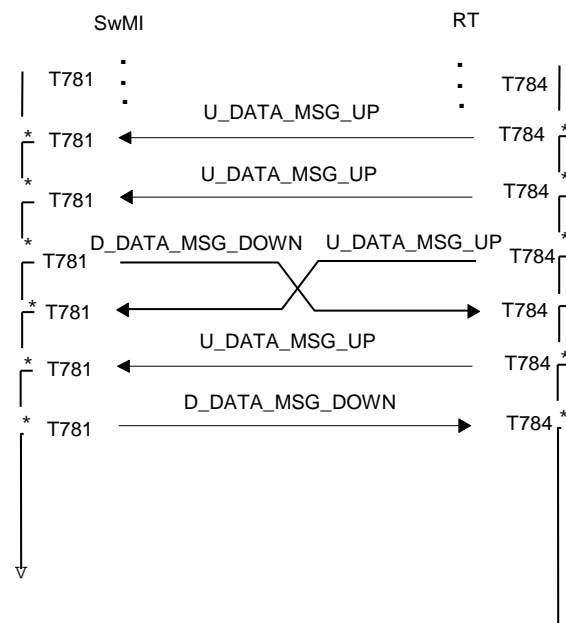 SwMI RT
T781 T784
U_DATA_MSG_UP
* T781 T784 *
U_DATA_MSG_UP
* T781 T784 *
D_DATA_MSG_DOWN U_DATA_MSG_UP
* T781 T784 *
* T781 T784
U_DATA_MSG_UP
* T781 T784 *
D_DATA_MSG_DOWN
* T781 T784 *